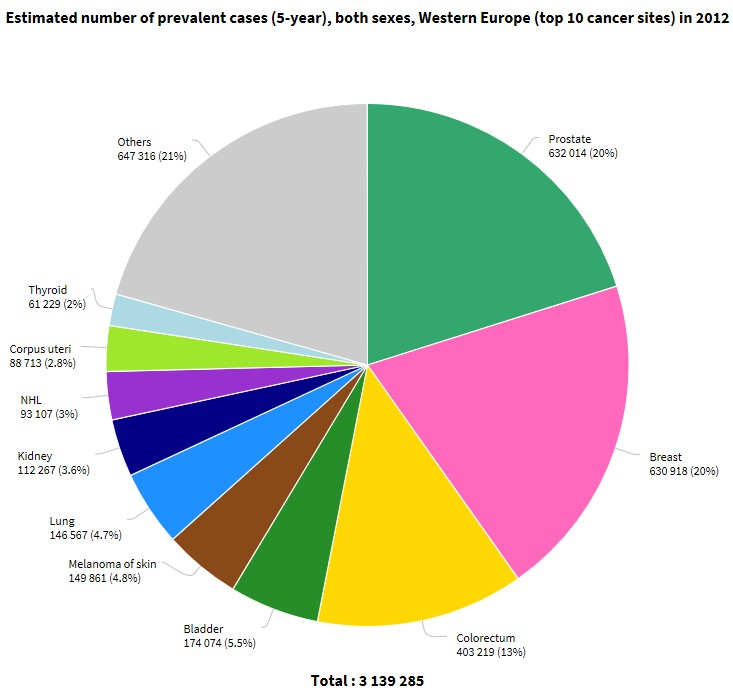 Estimated number of prevalent cases (5-year), both sexes, Western Europe (top 10 cancer sites) in 2012
Others
647 316 (21%)
Prostate
632 014 (20%)
Thyroid
61 229 (2%)
Corpus uteri
88 713 (2.8%)
NHL
93 107 (3%)
Kidney
112 267 (3.6%)
Breast
630 918 (20%)
Lung
146 567 (4.7%)
Melanoma of skin
149 861 (4.8%)
Bladder
174 074 (5.5%)
Colorectum
403 219 (13%)
Total : 3 139 285